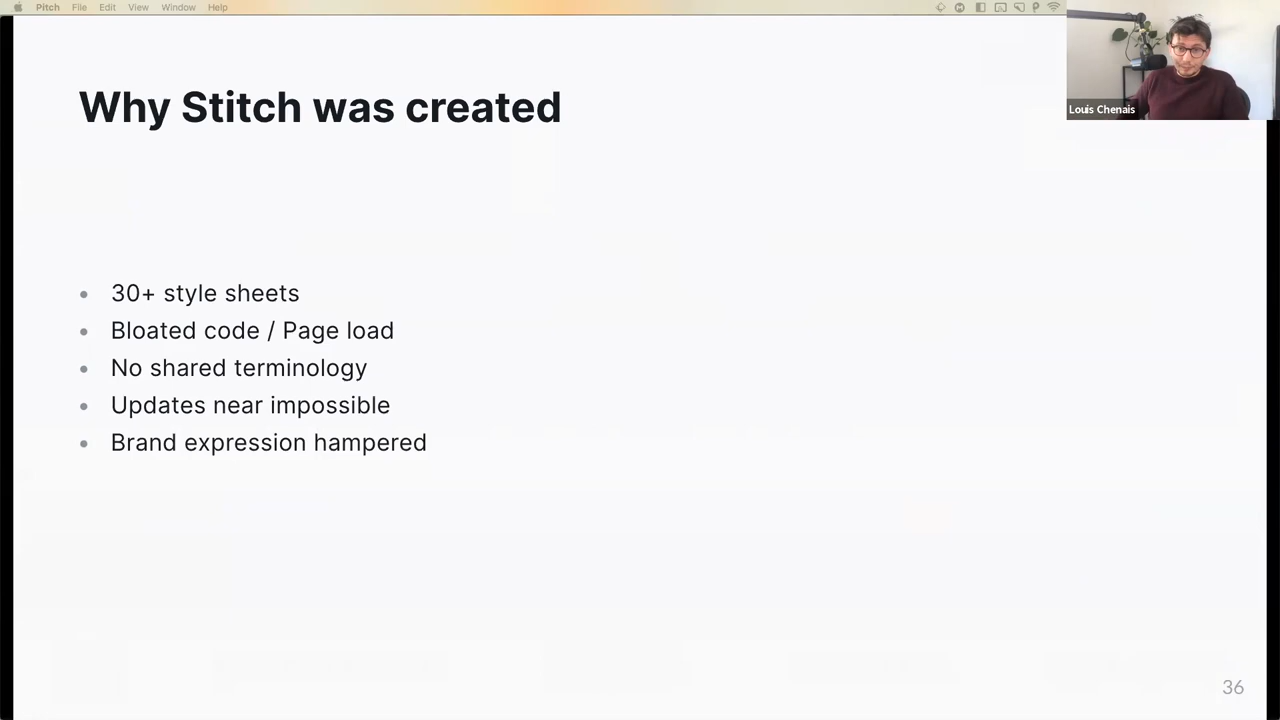 Pitch File Edit View Window Help
Louis Chenais
Why Stitch was created
30+ style sheets
Bloated code / Page load
No shared terminology
Updates near impossible
Brand expression hampered
36